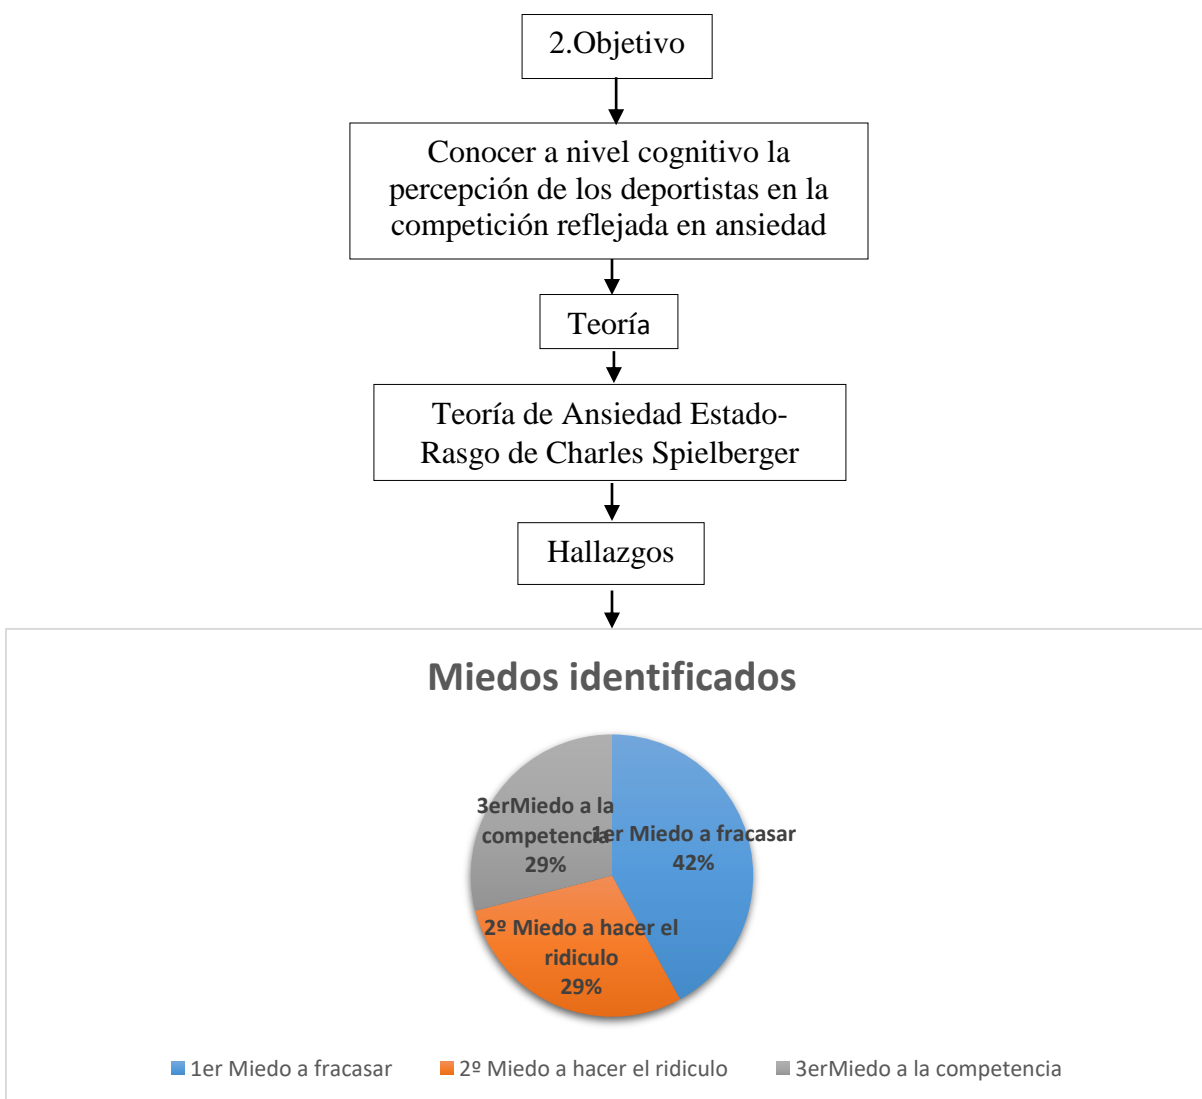 2.Objetivo
Conocer a nivel cognitivo la
percepción de los deportistas en la
competición reflejada en ansiedad
Teoría
Teoría de Ansiedad Estado-
Rasgo de Charles Spielberger
Hallazgos
Miedos identificados
3erMiedo a la
competencia
29%
1er Miedo a fracasar
42%
2º Miedo a hacer el
ridiculo
29%
1er Miedo a fracasar
2º Miedo a hacer el ridiculo
3erMiedo a la competencia